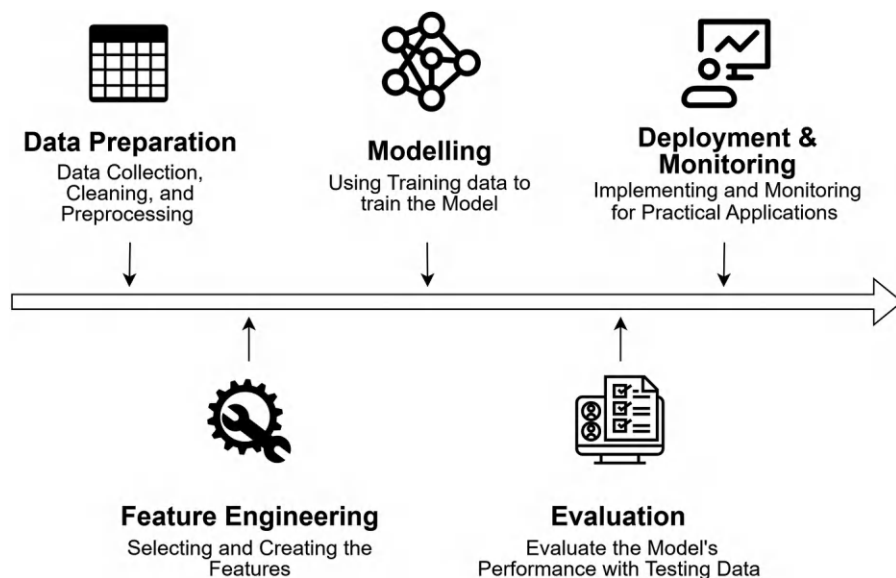 Data Preparation
Data Collection,
Cleaning, and
Preprocessing
Modelling
Using Training data to
train the Model
Deployment &
Monitoring
Implementing and Monitoring
for Practical Applications
Feature Engineering
Selecting and Creating the
Features
Evaluation
Evaluate the Model's
Performance with Testing Data